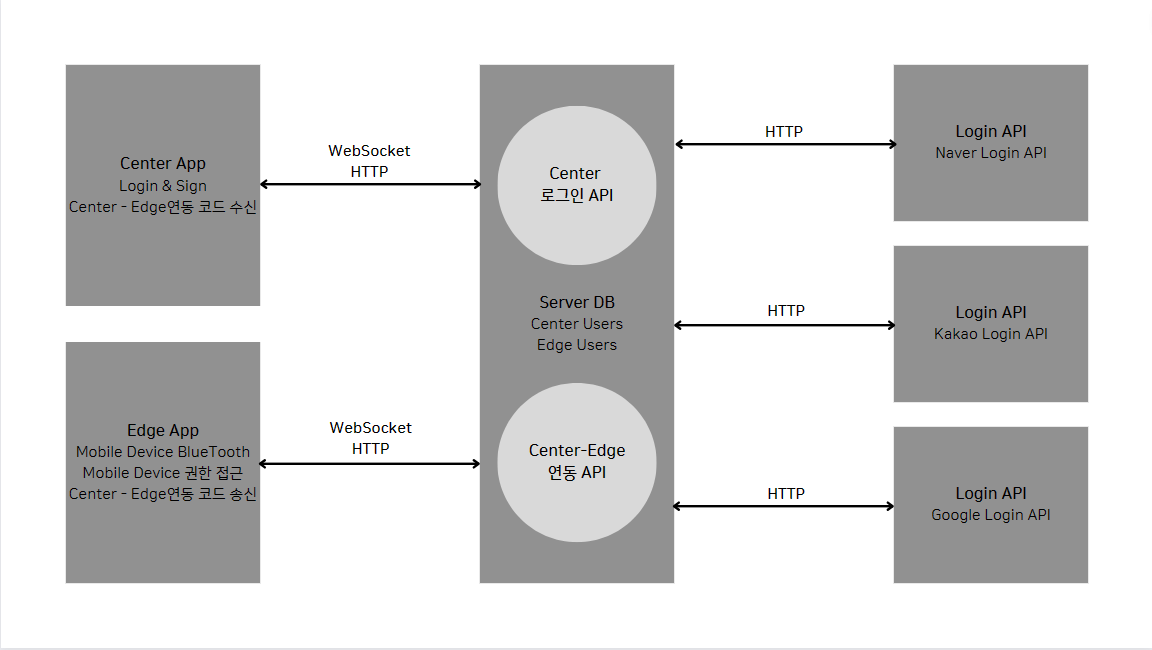 Center App
Login & Sign
Center - Edge연동 코드 수신
WebSocket
HTTP
Center
로그인 API
Server DB
Center Users
Edge Users
Edge App
Mobile Device BlueTooth
Mobile Device 권한 접근
Center - Edge연동 코드 송신
WebSocket
HTTP
Center-Edge
연동 API
HTTP
Login API
Naver Login API
HTTP
Login API
Kakao Login API
HTTP
Login API
Google Login API